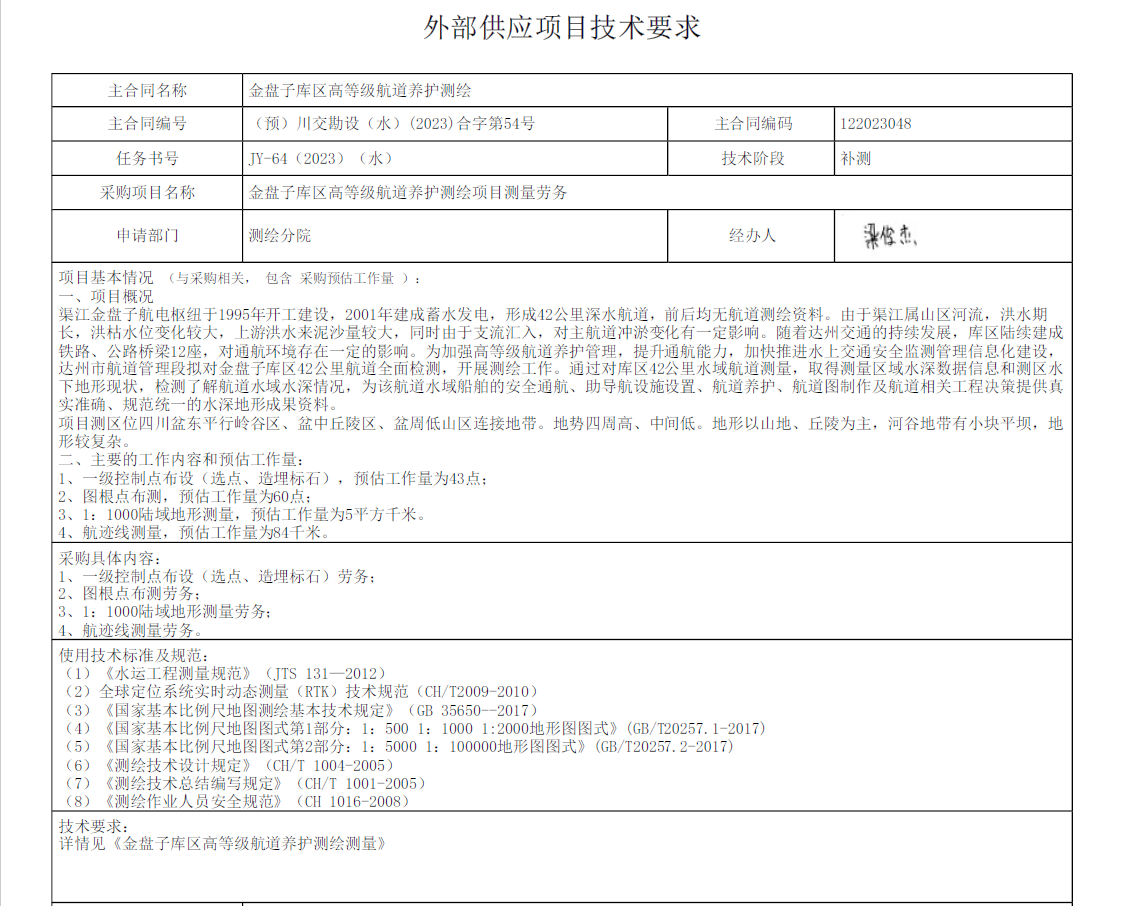 外部供应项目技术要求
主合同名称 金盘子库区高等级航道养护测绘
主合同编号 （预）川交勘设（水）(2023)合字第54号 主合同编码 122023048
任务书号 JY-64（2023）（水） 技术阶段 补测
采购项目名称 金盘子库区高等级航道养护测绘项目测量劳务
申请部门 测绘分院 经办人 梁俊杰
项目基本情况 （与采购相关， 包含 采购预估工作量 ）：
一、项目概况
渠江金盘子航电枢纽于1995年开工建设，2001年建成蓄水发电，形成42公里深水航道，前后均无航道测绘资料。由于渠江属山区河流，洪水期
长，洪枯水位变化较大，上游洪水来泥沙量较大，同时由于支流汇入，对主航道冲淤变化有一定影响。随着达州交通的持续发展，库区陆续建成
铁路、公路桥梁12座，对通航环境存在一定的影响。为加强高等级航道养护管理，提升通航能力，加快推进水上交通安全监测管理信息化建设，
达州市航道管理段拟对金盘子库区42公里航道全面检测，开展测绘工作。通过对库区42公里水域航道测量，取得测量区域水深数据信息和测区水
下地形现状，检测了解航道水域水深情况，为该航道水域船舶的安全通航、助导航设施设置、航道养护、航道图制作及航道相关工程决策提供真
实准确、规范统一的水深地形成果资料。
项目测区位四川盆东平行岭谷区、盆中丘陵区、盆周低山区连接地带。地势四周高、中间低。地形以山地、丘陵为主，河谷地带有小块平坝，地
形较复杂。
二、主要的工作内容和预估工作量：
1、一级控制点布设（选点、造埋标石），预估工作量为43点；
2、图根点布测，预估工作量为60点；
3、1：1000陆域地形测量，预估工作量为5平方千米。
4、航迹线测量，预估工作量为84千米。
采购具体内容：
1、一级控制点布设（选点、造埋标石）劳务；
2、图根点布测劳务；
3、1：1000陆域地形测量劳务；
4、航迹线测量劳务。
使用技术标准及规范：
（1）《水运工程测量规范》（JTS 131—2012）
（2）全球定位系统实时动态测量（RTK）技术规范（CH/T2009-2010）
（3）《国家基本比例尺地图测绘基本技术规定》（GB 35650--2017）
（4）《国家基本比例尺地图图式第1部分：1：500 1：1000 1:2000地形图图式》(GB/T20257.1-2017)
（5）《国家基本比例尺地图图式第2部分：1：5000 1：100000地形图图式》(GB/T20257.2-2017)
（6）《测绘技术设计规定》（CH/T 1004-2005）
（7）《测绘技术总结编写规定》（CH/T 1001-2005）
（8）《测绘作业人员安全规范》（CH 1016-2008）
技术要求：
详情见《金盘子库区高等级航道养护测绘测量》